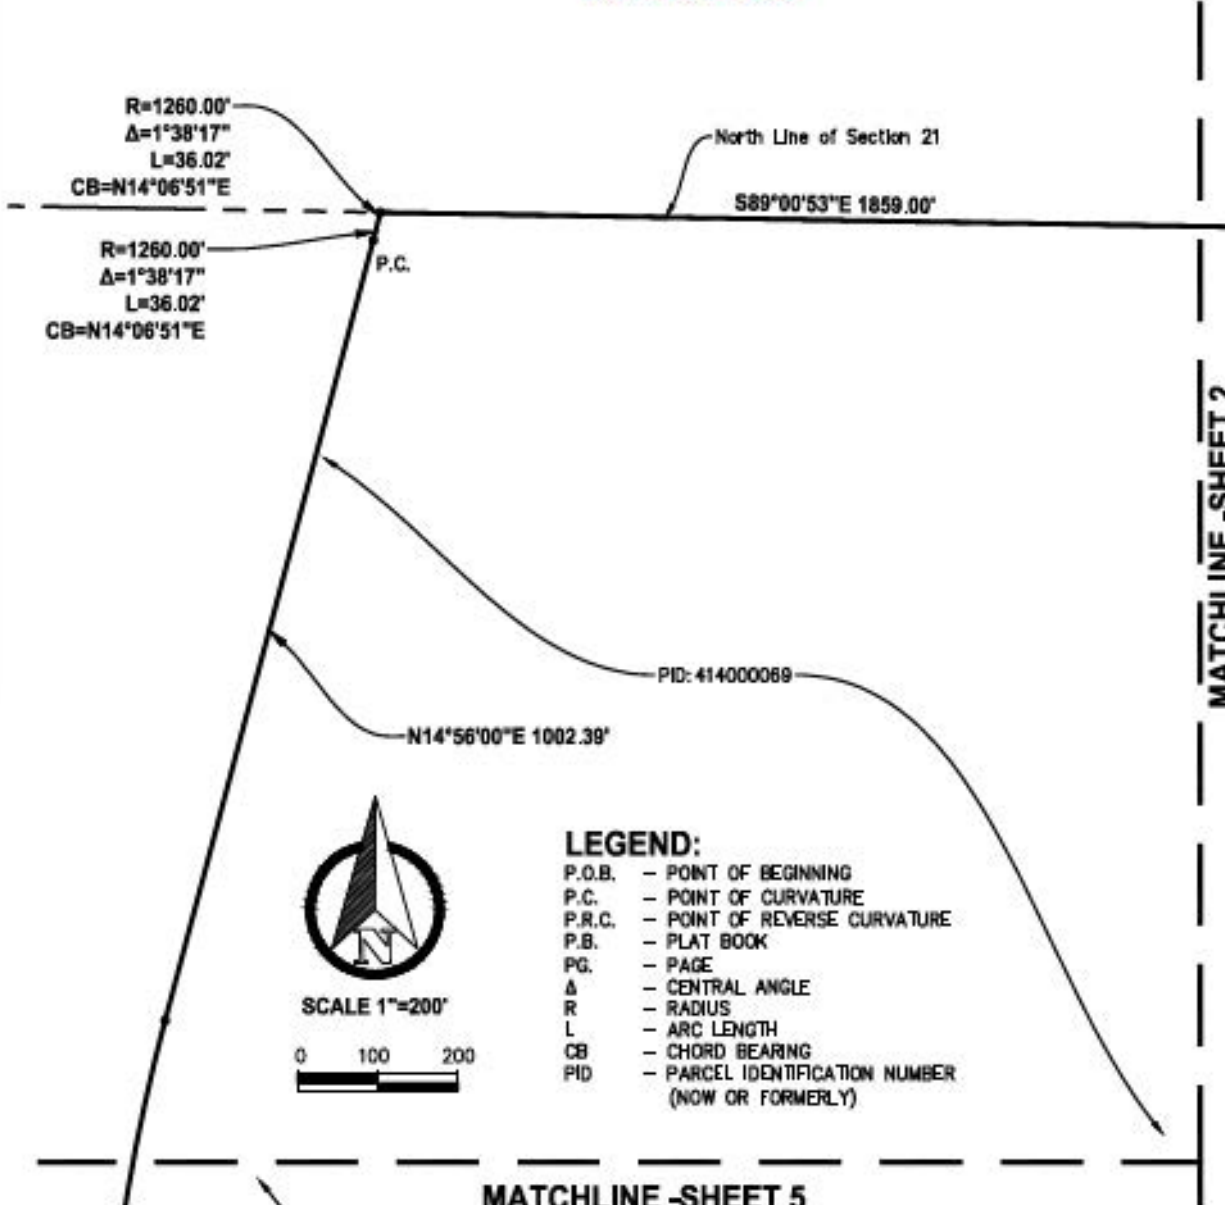 R=1260.00'
Δ=1°38'17"
L=36.02'
CB=N14°06'51"E
North Line of Section 21
S89°00'53"E 1859.00'
R=1260.00'
Δ=1°38'17"
L=36.02'
CB=N14°06'51"E
P.C.
MATCHLINE -SHEET 2
PID: 414000069
N14°56'00"E 1002.39'
N
SCALE 1"=200'
0 100 200
LEGEND:
P.O.B. – POINT OF BEGINNING
P.C. – POINT OF CURVATURE
P.R.C. – POINT OF REVERSE CURVATURE
P.B. – PLAT BOOK
PG. – PAGE
Δ – CENTRAL ANGLE
R – RADIUS
L – ARC LENGTH
CB – CHORD BEARING
PID – PARCEL IDENTIFICATION NUMBER
(NOW OR FORMERLY)
MATCHLINE -SHEET 5